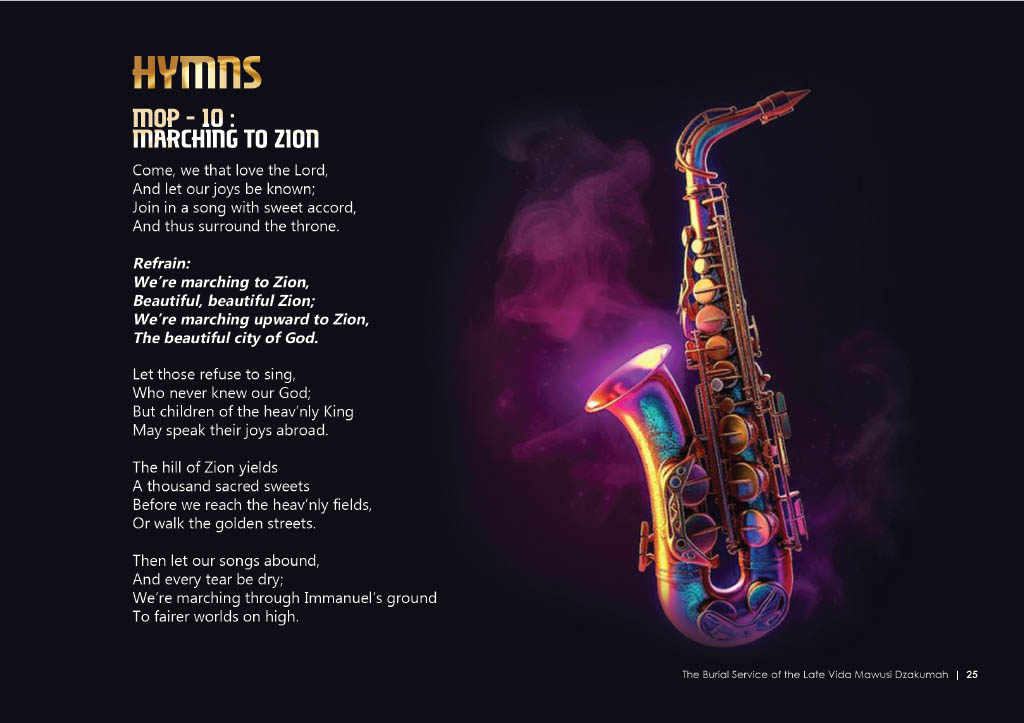 HYMNS
MOP - 10 :
MARCHING TO ZION
Come, we that love the Lord,
And let our joys be known;
Join in a song with sweet accord,
And thus surround the throne.
Refrain:
We're marching to Zion,
Beautiful, beautiful Zion;
We're marching upward to Zion,
The beautiful city of God.
Let those refuse to sing,
Who never knew our God;
But children of the heav'nly King
May speak their joys abroad.
The hill of Zion yields
A thousand sacred sweets
Before we reach the heav'nly fields,
Or walk the golden streets.
Then let our songs abound,
And every tear be dry;
We're marching through Immanuel's ground
To fairer worlds on high.
The Burial Service of the Late Vida Mawusi Dzakumah | 25